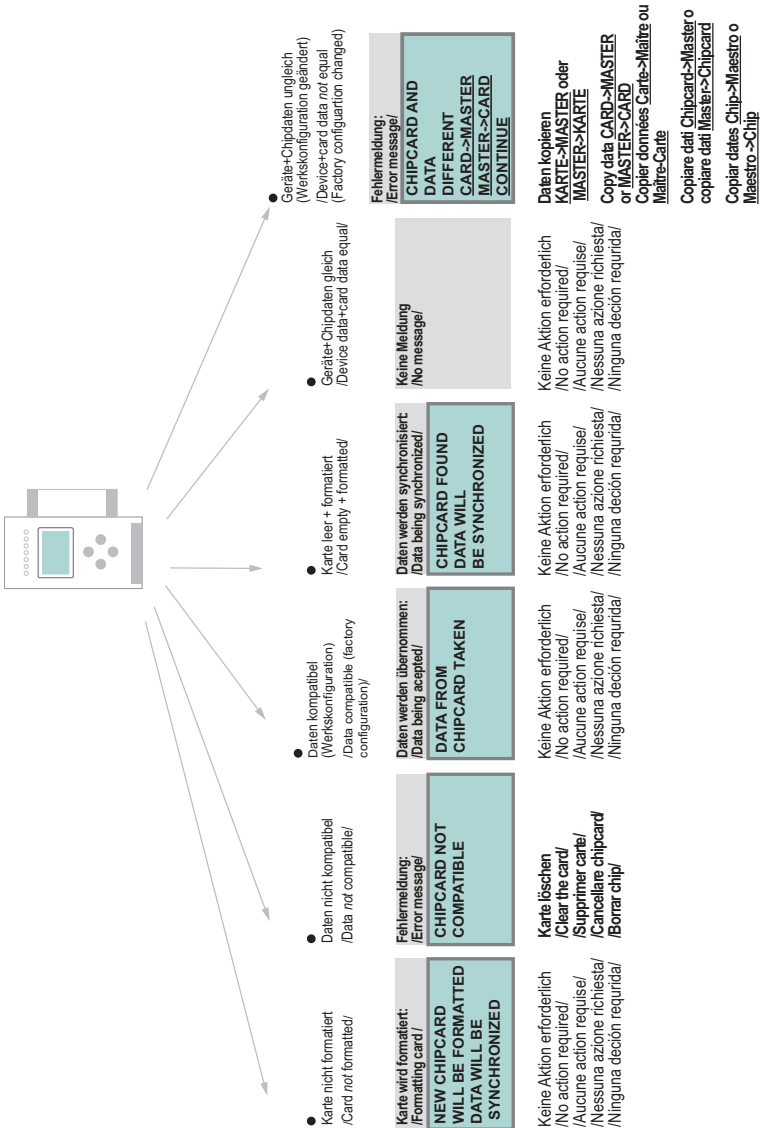 ● Karte nicht formatiert
/Card not formatted/
Karte wird formatiert:
/Formatting card /
NEW CHIPCARD
WILL BE FORMATTED
DATA WILL BE
SYNCHRONIZED
Keine Aktion erforderlich
/No action required/
/Aucune action requise/
/Nessuna azione richiesta/
/Ninguna deción requrida/
● Daten nicht kompatibel
/Data not compatible/
Fehlermeldung:
/Error message/
CHIPCARD NOT
COMPATIBLE
Karte löschen
/Clear the card/
/Supprimer carte/
/Cancellare chipcard/
/Borrar chip/
● Daten kompatibel
(Werkskonfiguration)
/Data compatible (factory
configuration)/
Daten werden übernommen:
/Data being acepted/
DATA FROM
CHIPCARD TAKEN
Keine Aktion erforderlich
/No action required/
/Aucune action requise/
/Nessuna azione richiesta/
/Ninguna deción requrida/
● Karte leer + formatiert
/Card empty + formatted/
Daten werden synchronisiert:
/Data being synchronized/
CHIPCARD FOUND
DATA WILL
BE SYNCHRONIZED
Keine Aktion erforderlich
/No action required/
/Aucune action requise/
/Nessuna azione richiesta/
/Ninguna deción requrida/
● Geräte+Chipdaten gleich
/Device data+card data equal/
Keine Meldung
/No message/
Keine Aktion erforderlich
/No action required/
/Aucune action requise/
/Nessuna azione richiesta/
/Ninguna deción requrida/
● Geräte+Chipdaten ungleich
(Werkskonfiguration geändert)
/Device+card data not equal
(Factory configuartion changed)
Fehlermeldung:
/Error message/
CHIPCARD AND
DATA
DIFFERENT
CARD->MASTER
MASTER->CARD
CONTINUE
Daten kopieren
KARTE->MASTER oder
MASTER->KARTE
Copy data CARD->MASTER
or MASTER->CARD
Copier données Carte->Maître ou
Maître-Carte
Copiare dati Chipcard->Master o
copiare dati Master->Chipcard
Copiar dates Chip->Maestro o
Maestro ->Chip